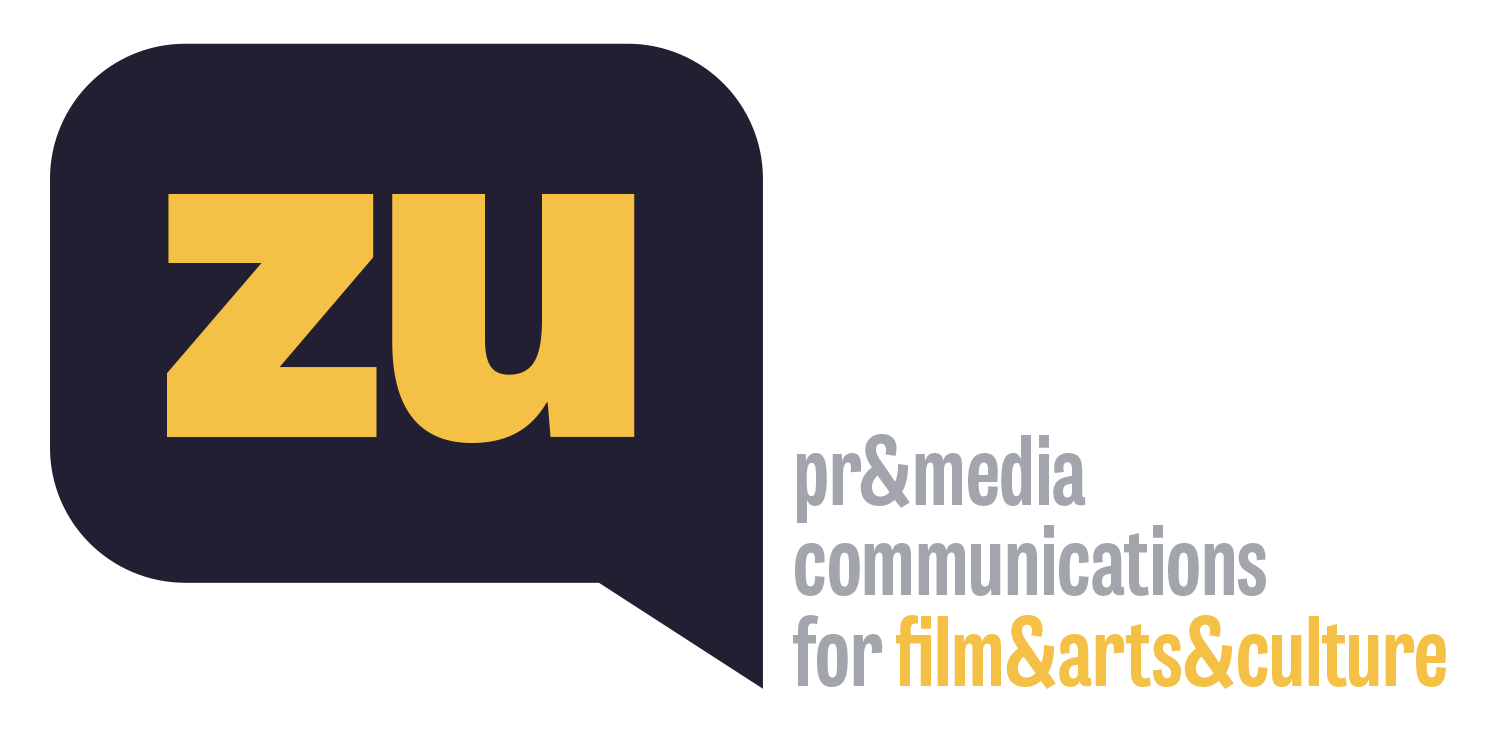 zu
pr&media
communications
for film&arts&culture